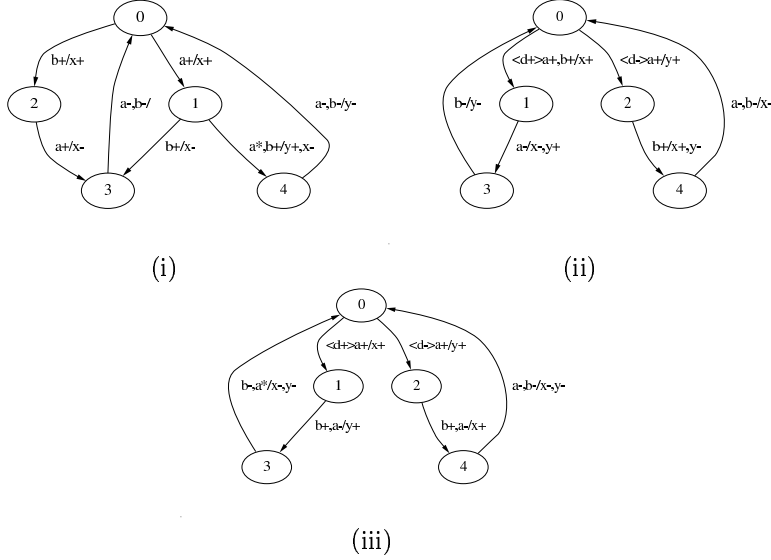 0
b+/x+
a+/x+
2
1
a-,b-/
a-,b-/y-
a+/x-
b+/x-
a*,b+/y+,x-
3
4
(i)
0
<d+>a+,b+/x+
<d->a+/y+
1
2
b-/y-
a-,b-/x-
a-/x-,y+
b+/x+,y-
3
4
(ii)
0
<d+>a+/x+
<d->a+/y+
1
2
b-,a*/x-,y-
a-,b-/x-,y-
b+,a-/y+
b+,a-/x+
3
4
(iii)